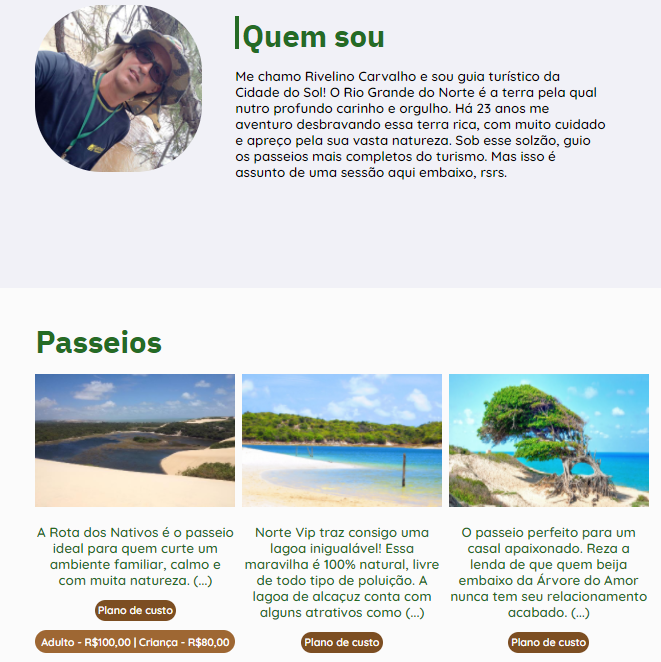 Quem sou
Me chamo Rivelino Carvalho e sou guia turístico da
Cidade do Sol! O Rio Grande do Norte é a terra pela qual
nutro profundo carinho e orgulho. Há 23 anos me
aventuro desbravando essa terra rica, com muito cuidado
e apreço pela sua vasta natureza. Sob esse solzão, guio
os passeios mais completos do turismo. Mas isso é
assunto de uma sessão aqui embaixo, rsrs.
Passeios
A Rota dos Nativos é o passeio
ideal para quem curte um
ambiente familiar, calmo e
com muita natureza. (...)
Plano de custo
Adulto - R$100,00 | Criança - R$80,00
Norte Vip traz consigo uma
lagoa inigualável! Essa
maravilha é 100% natural, livre
de todo tipo de poluição. A
lagoa de alcaçuz conta com
alguns atrativos como (...)
Plano de custo
O passeio perfeito para um
casal apaixonado. Reza a
lenda de que quem beija
embaixo da Árvore do Amor
nunca tem seu relacionamento
acabado. (...)
Plano de custo